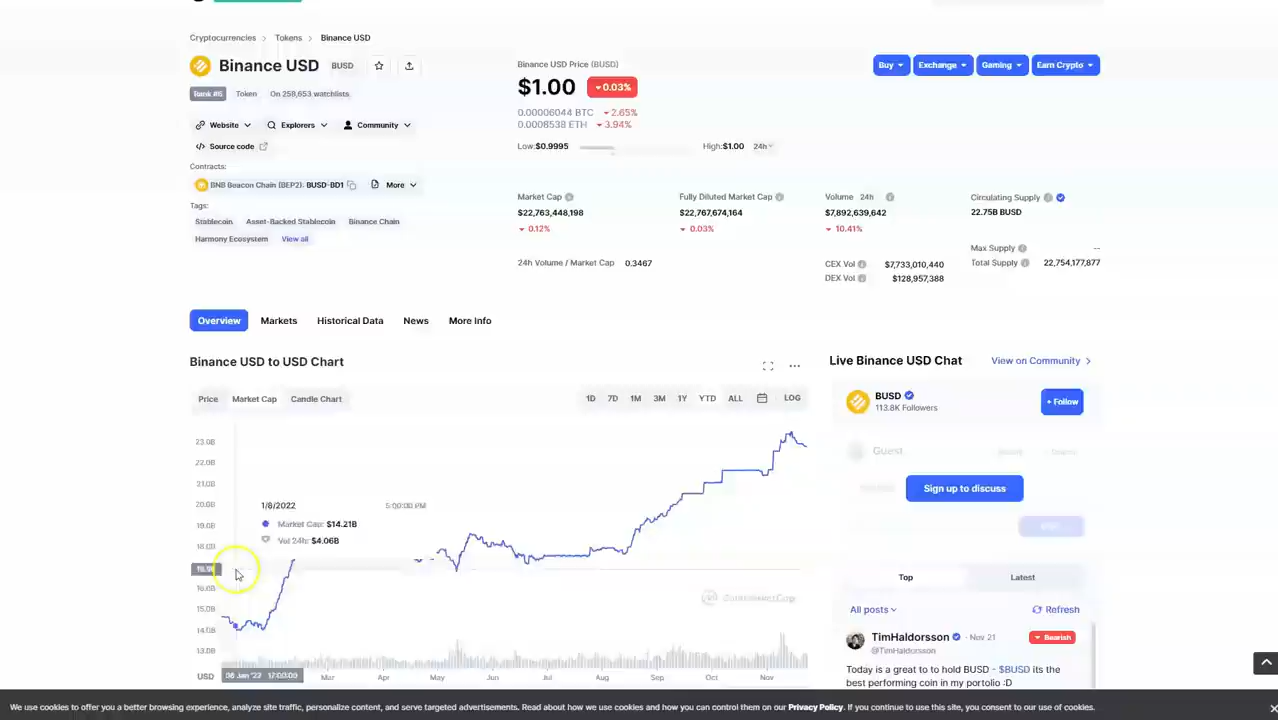 Cryptocurrencies > Tokens > Binance USD
Binance USD BUSD
Rank #6 Token On 259,653 watchlists
Website Explorers Community
Source code
Contracts:
BNB Beacon Chain (BEP2): BUSD-BD1 More
Tags:
Stablecoin Asset-Backed Stablecoin Binance Chain
Harmony Ecosystem View all
Binance USD Price (BUSD)
$1.00 0.03%
0.00006044 BTC 2.65%
0.0008538 ETH 3.94%
Low: $0.9995 High: $1.00 24h
Buy Exchange Gaming Earn Crypto
Market Cap
$22,763,448,198
0.12%
Fully Diluted Market Cap
$22,767,674,164
0.03%
Volume 24h
$7,892,639,642
10.41%
Circulating Supply
22.75B BUSD
24h Volume / Market Cap 0.3467
CEX Vol $7,733,010,440
DEX Vol $128,957,388
Max Supply --
Total Supply 22,754,177,877
Overview Markets Historical Data News More Info
Binance USD to USD Chart
Price Market Cap Candle Chart
1D 7D 1M 3M 1Y YTD ALL LOG
23.0B
22.0B
21.0B
20.0B
19.0B
18.0B
16.0B
15.0B
14.0B
13.0B
1/6/2022 5:00:00 PM
Market Cap: $14.21B
Vol 24h: $4.06B
CoinMarketCap
USD 06 Jan '22 Mar Apr May Jun Jul Aug Sep Oct Nov
Live Binance USD Chat View on Community >
BUSD
113.8K Followers
+ Follow
Guest
Sign up to discuss
Top Latest
All posts Refresh
TimHaldorsson · Nov 21 Bearish
@TimHaldorsson
Today is a great to to hold BUSD - $BUSD its the
best performing coin in my portolio :D
We use cookies to offer you a better browsing experience, analyze site traffic, personalize content, and serve targeted advertisements. Read about how we use cookies and how you can control them on our Privacy Policy. If you continue to use this site, you consent to our use of cookies.